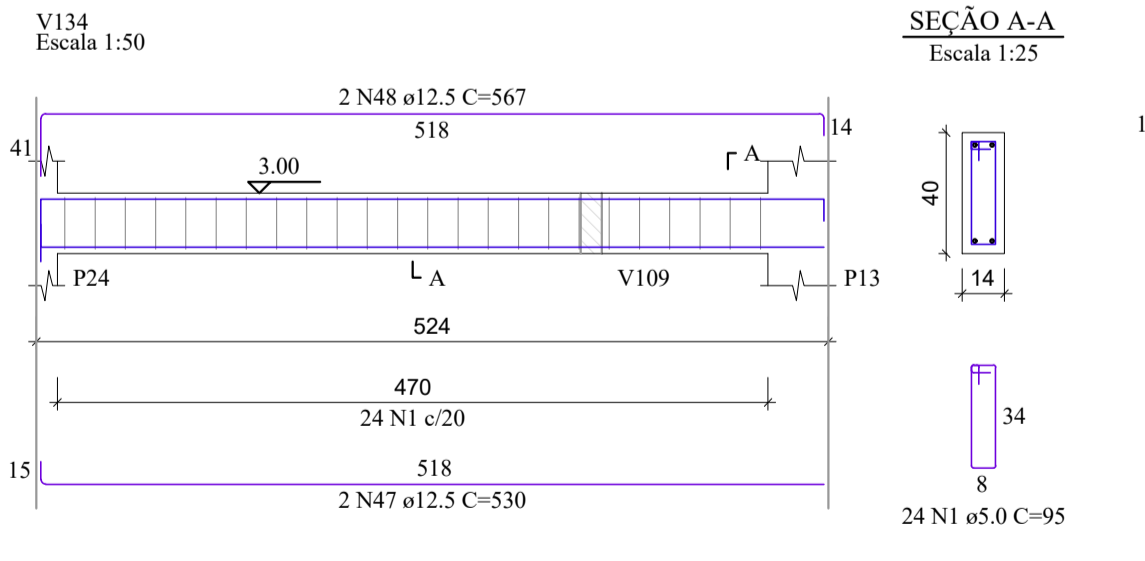 V134
Escala 1:50
SEÇÃO A-A
Escala 1:25
2 N48 ø12.5 C=567
518
14
41
3.00
A
1
40
14
P24
A
V109
P13
524
470
24 N1 c/20
34
8
24 N1 ø5.0 C=95
15
518
2 N47 ø12.5 C=530